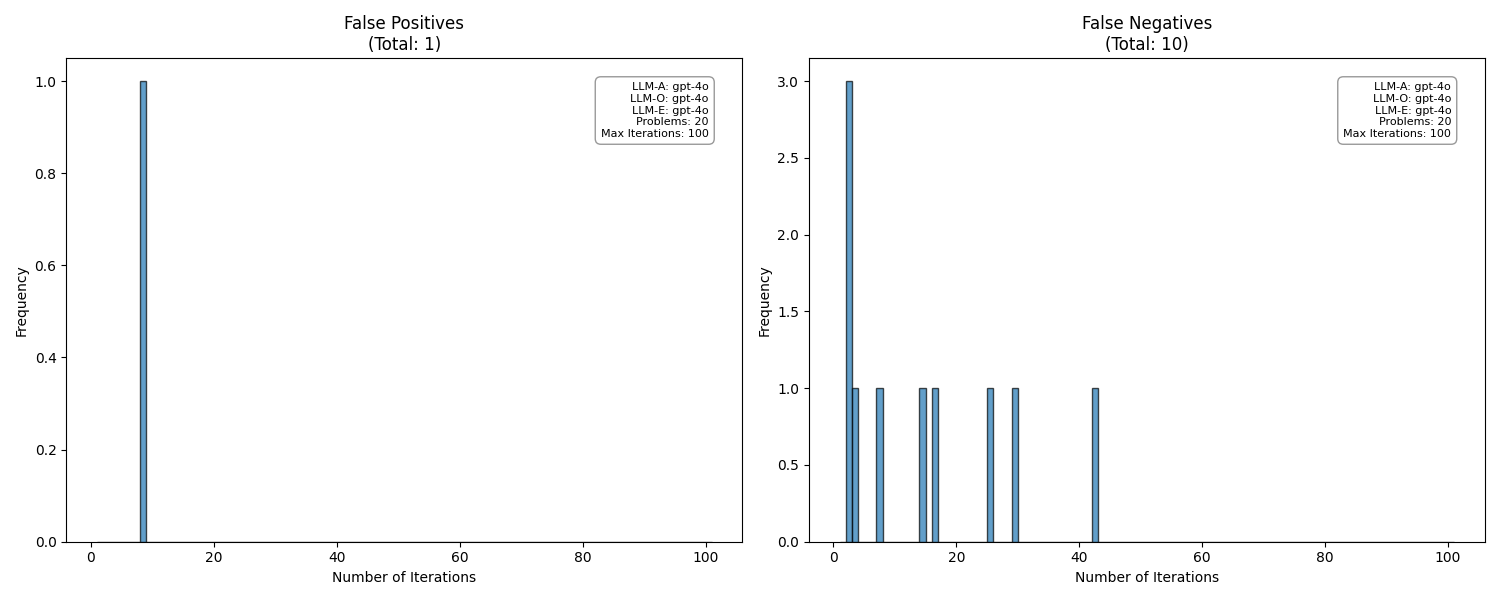 False Positives
(Total: 1)
LLM-A: gpt-4o
LLM-O: gpt-4o
LLM-E: gpt-4o
Problems: 20
Max Iterations: 100
Frequency
1.0
0.8
0.6
0.4
0.2
0.0
0 20 40 60 80 100
Number of Iterations
False Negatives
(Total: 10)
LLM-A: gpt-4o
LLM-O: gpt-4o
LLM-E: gpt-4o
Problems: 20
Max Iterations: 100
Frequency
3.0
2.5
2.0
1.5
1.0
0.5
0.0
0 20 40 60 80 100
Number of Iterations